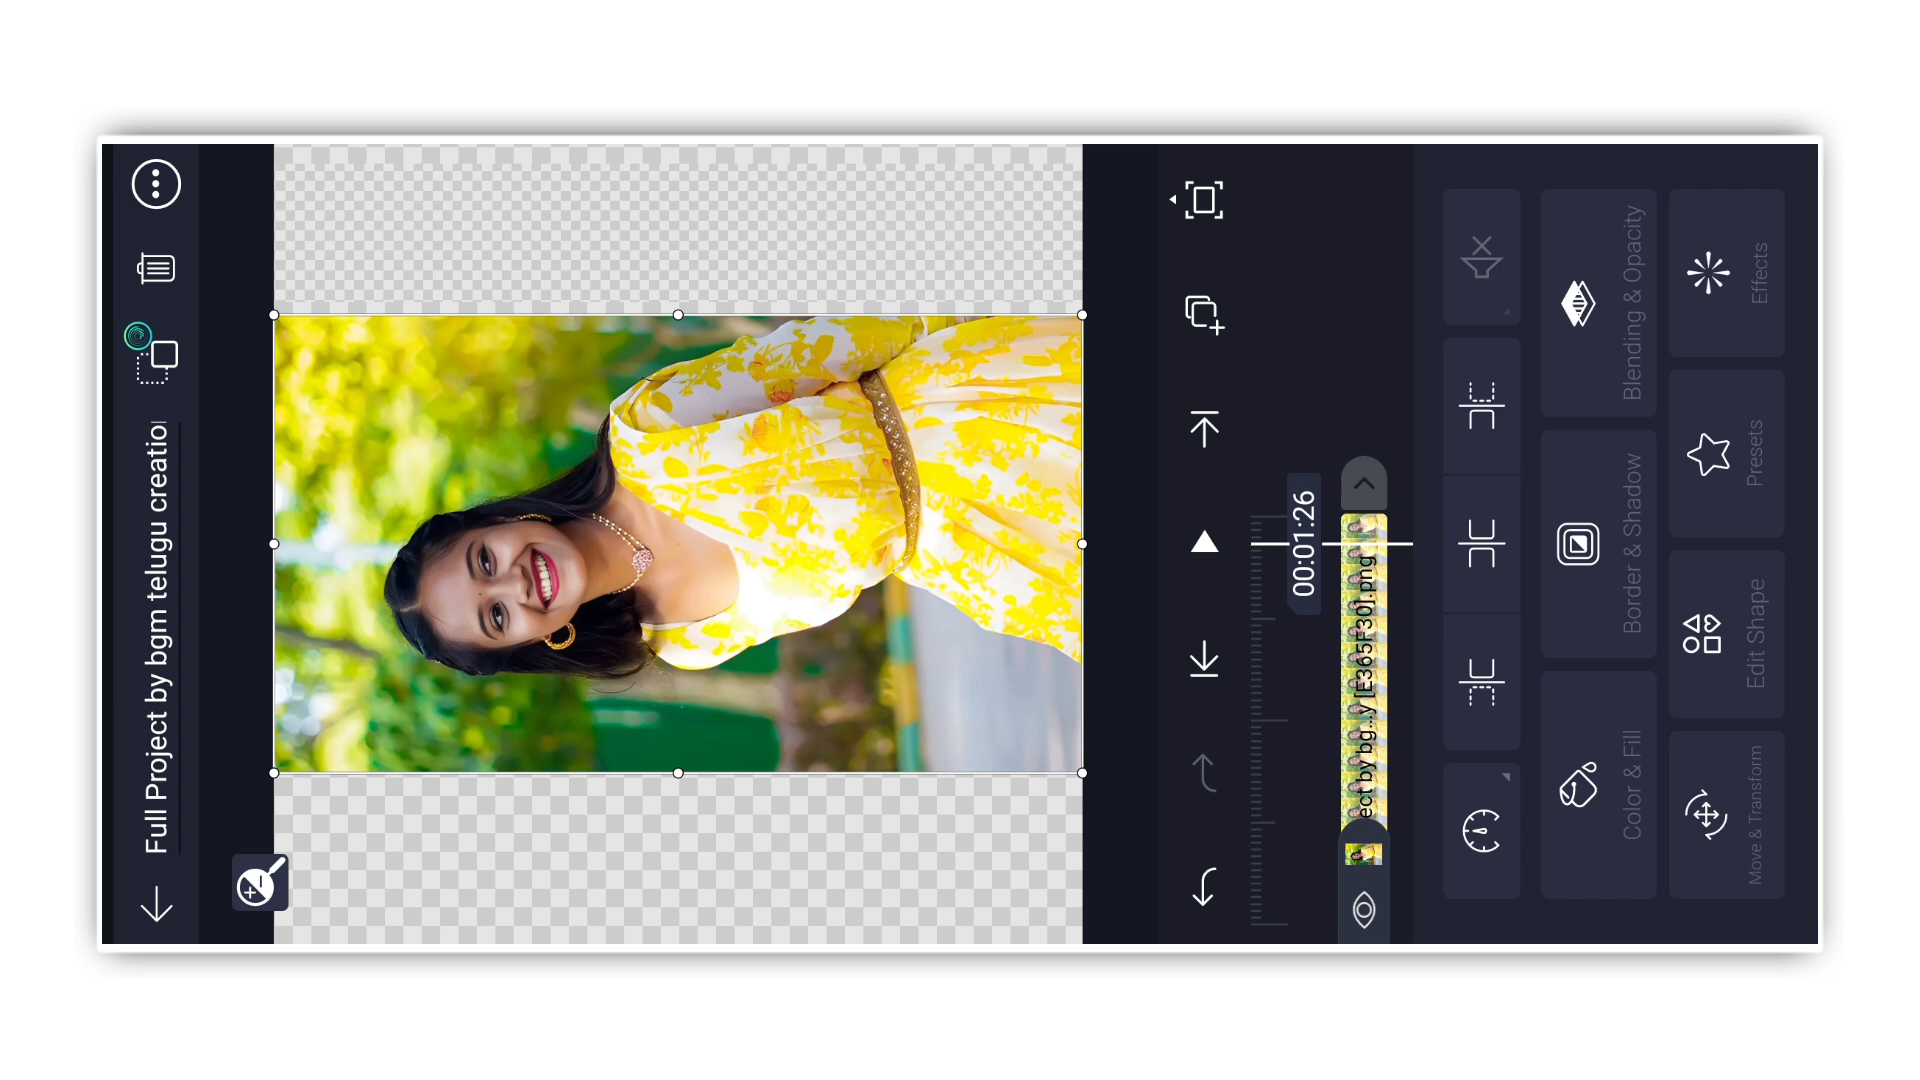 Full Project by bgm telugu creatio
00:01:26
ect by bg...y [E365F30].png
Color & Fill
Border & Shadow
Blending & Opacity
Move & Transform
Edit Shape
Presets
Effects